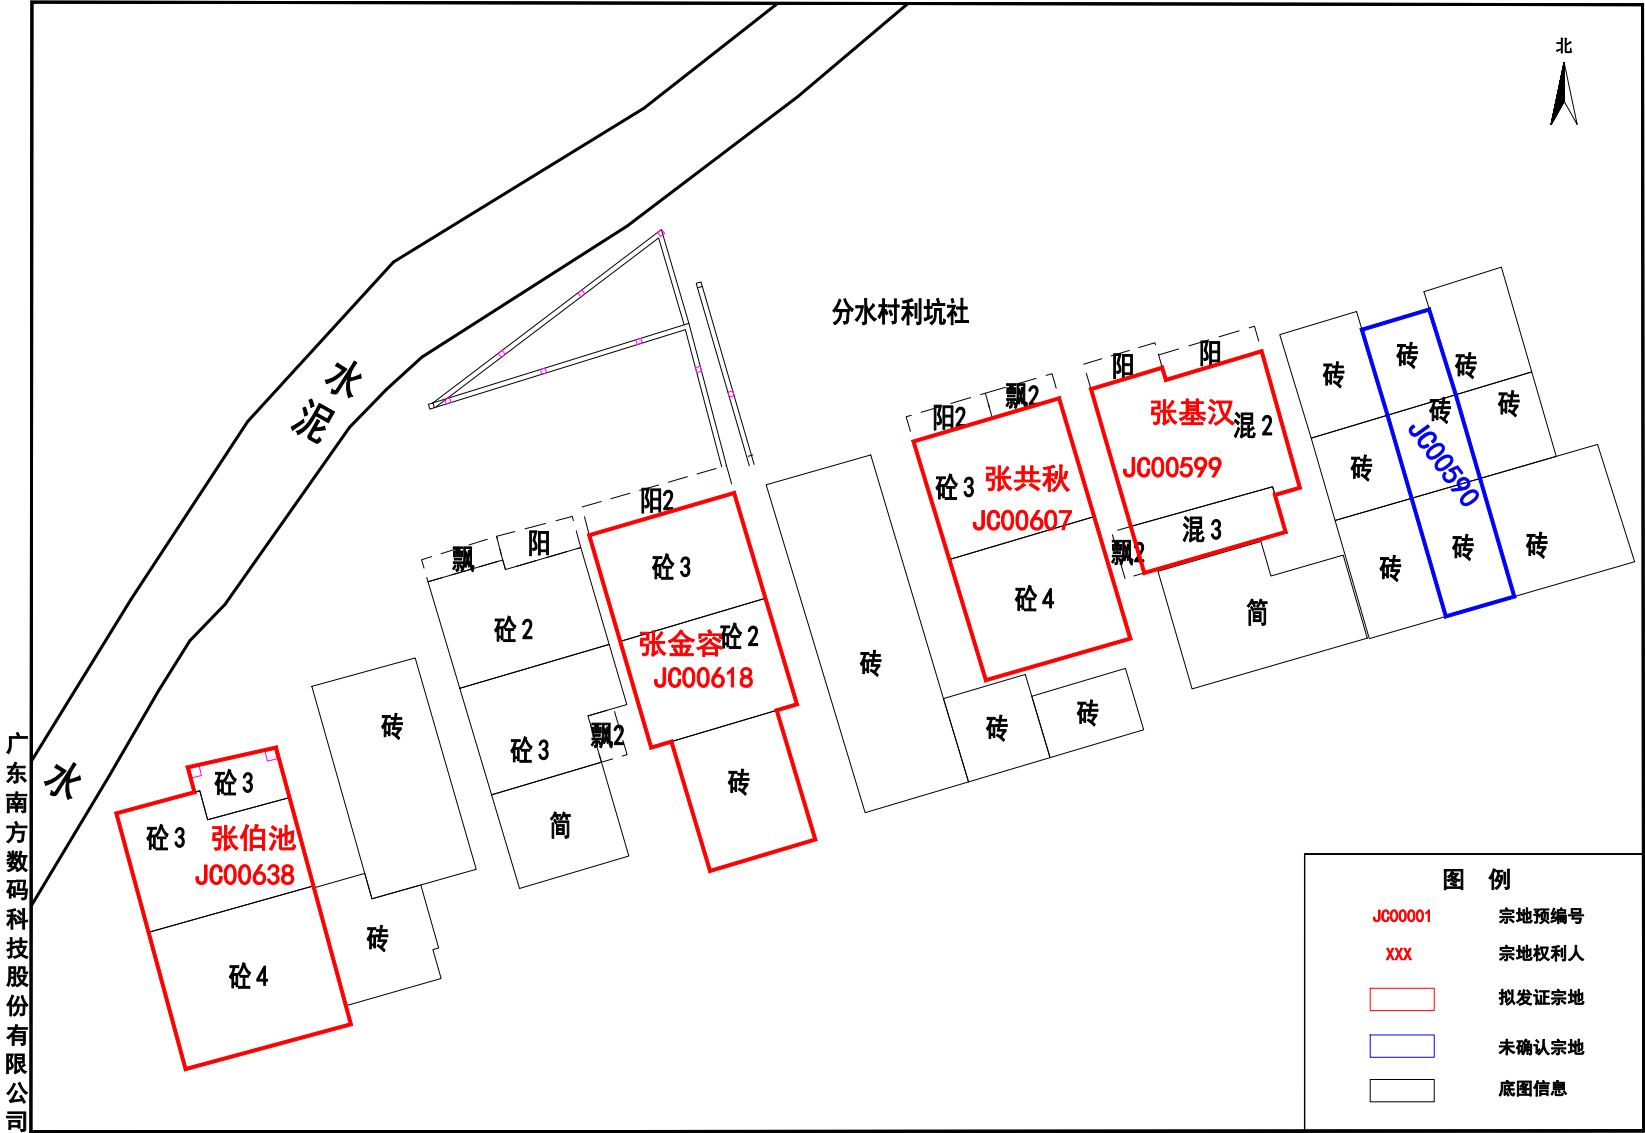 北
分水村利坑社
水
泥
水
阳
阳
砖
砖
砖
飘2
阳2
张基汉
混2
砖
砖
JC00599
JC00590
砖
张共秋
砼3
JC00607
阳2
混3
飘2
砖
砖
砖
飘
阳
砼3
砼4
简
砼2
张金容
砼2
JC00618
砖
砖
砖
砖
飘2
砼3
砖
简
砼3
砼3
张伯池
JC00638
砖
砼4
图 例
JC00001 宗地预编号
XXX 宗地权利人
拟发证宗地
未确认宗地
底图信息
广东南方数码科技股份有限公司